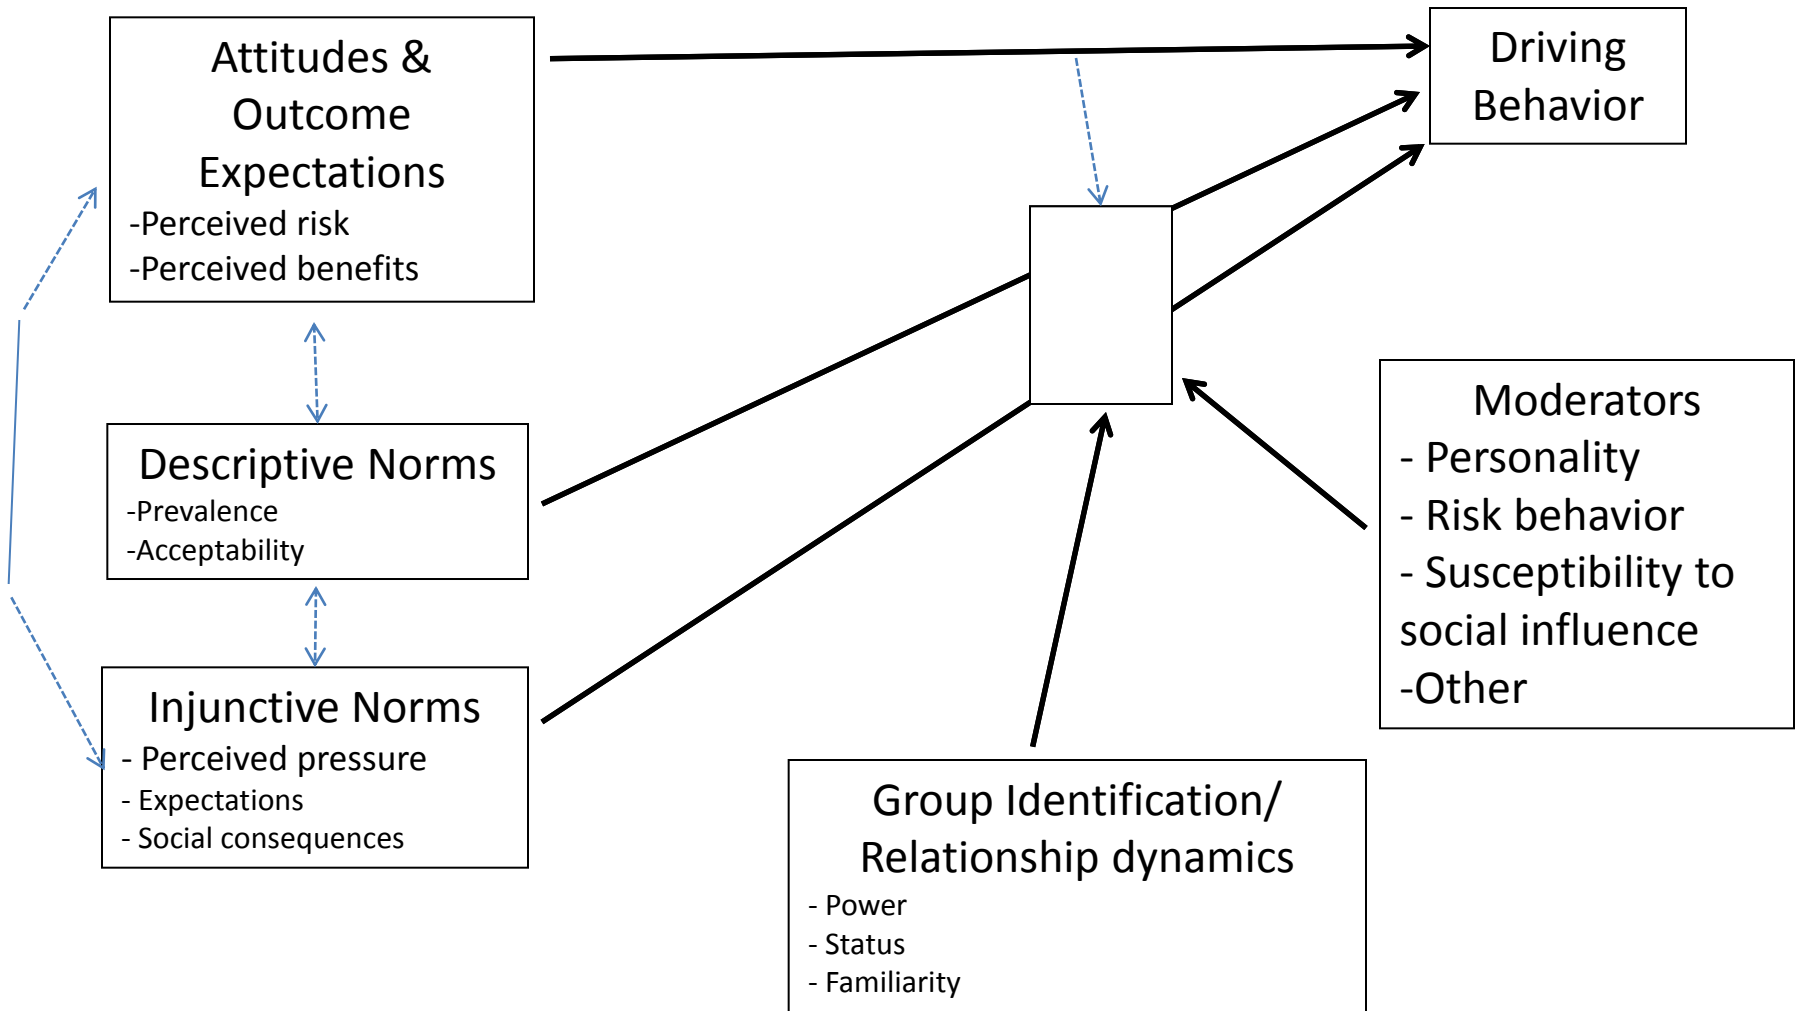 Attitudes &
Outcome
Expectations
-Perceived risk
-Perceived benefits
Driving
Behavior
Descriptive Norms
-Prevalence
-Acceptability
Moderators
- Personality
- Risk behavior
- Susceptibility to
social influence
-Other
Injunctive Norms
- Perceived pressure
- Expectations
- Social consequences
Group Identification/
Relationship dynamics
- Power
- Status
- Familiarity